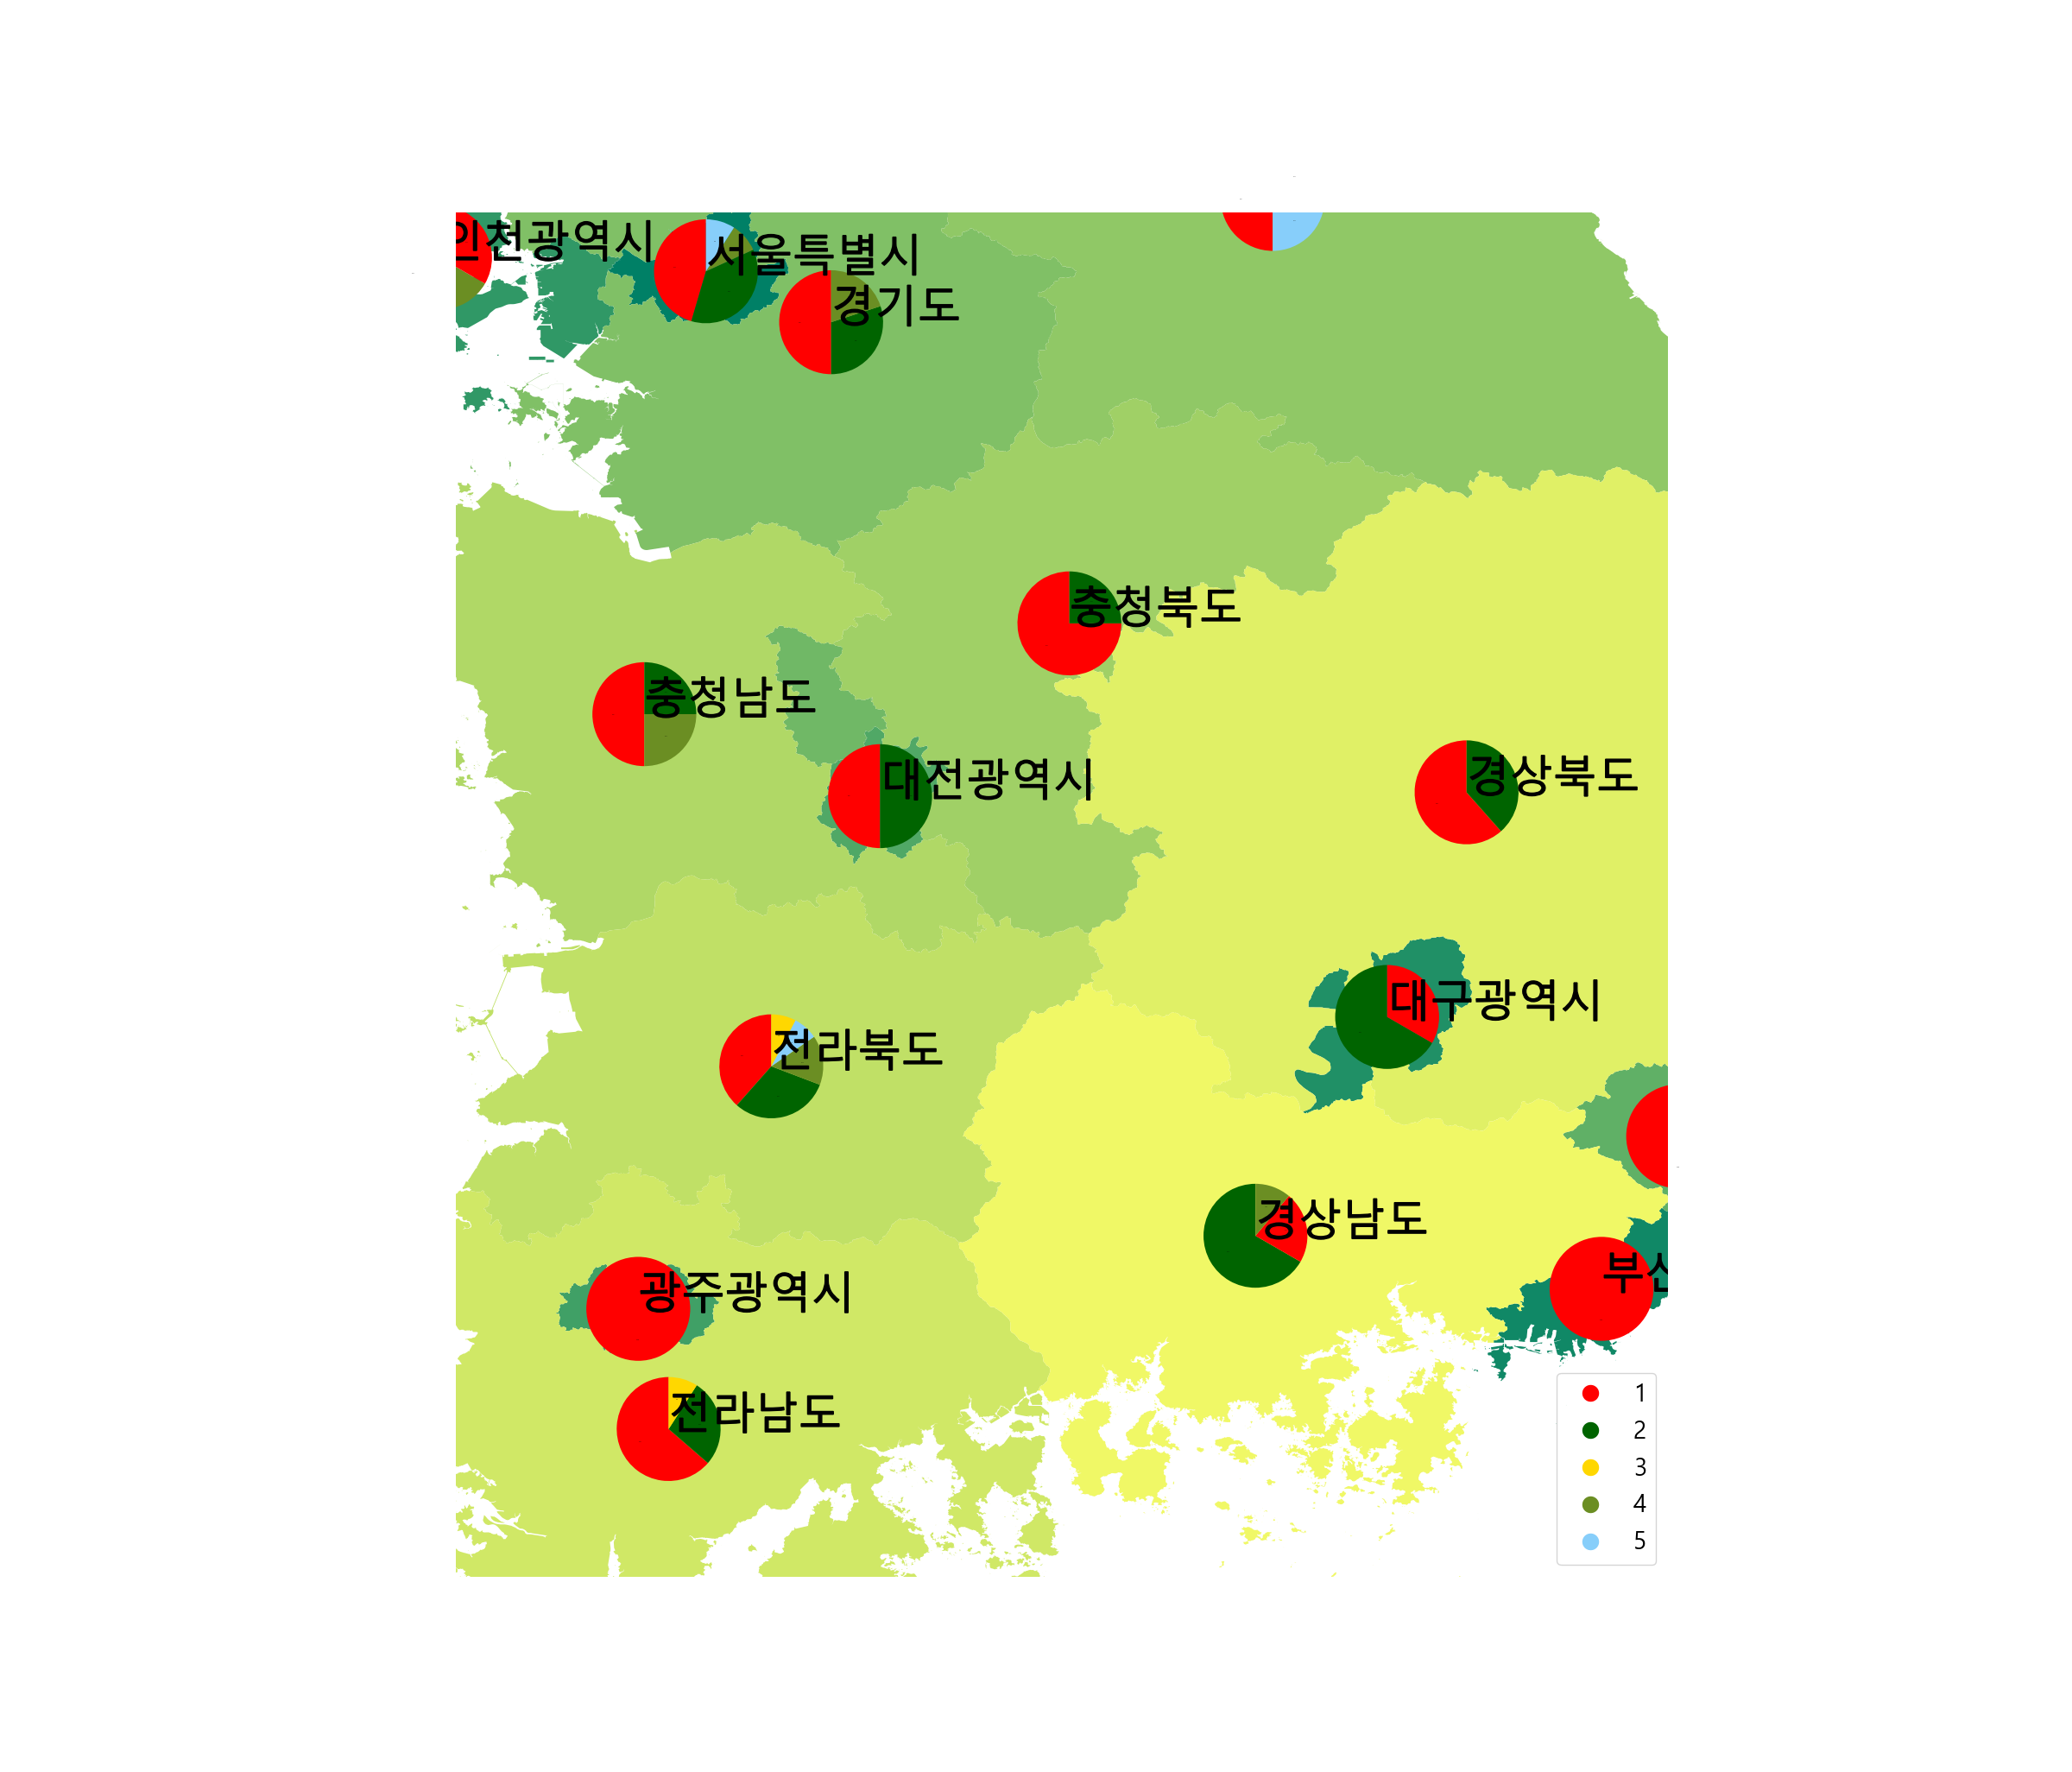 인천광역시
서울특별시
경기도
충청북도
충청남도
대전광역시
경상북도
대구광역시
전라북도
경상남도
부산
광주광역시
전라남도
1
2
3
4
5